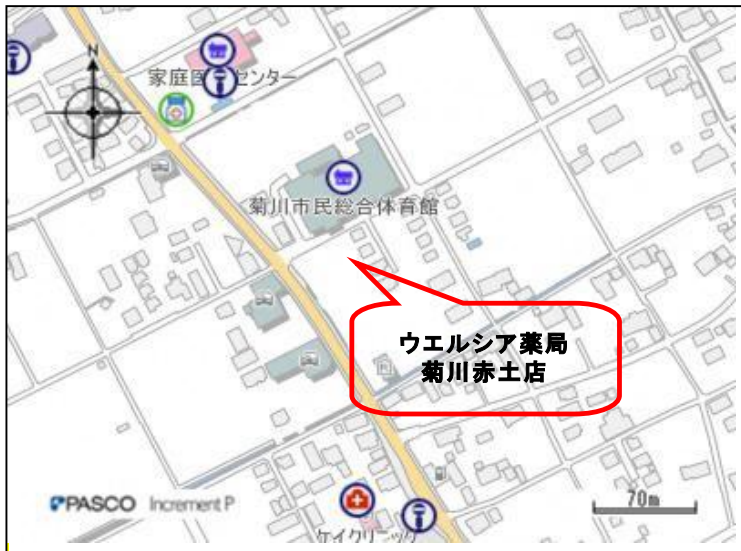 N
家庭医
センター
菊川市民総合体育館
ウエルシア薬局
菊川赤土店
PASCO Increment P
70m
ケイクリニック